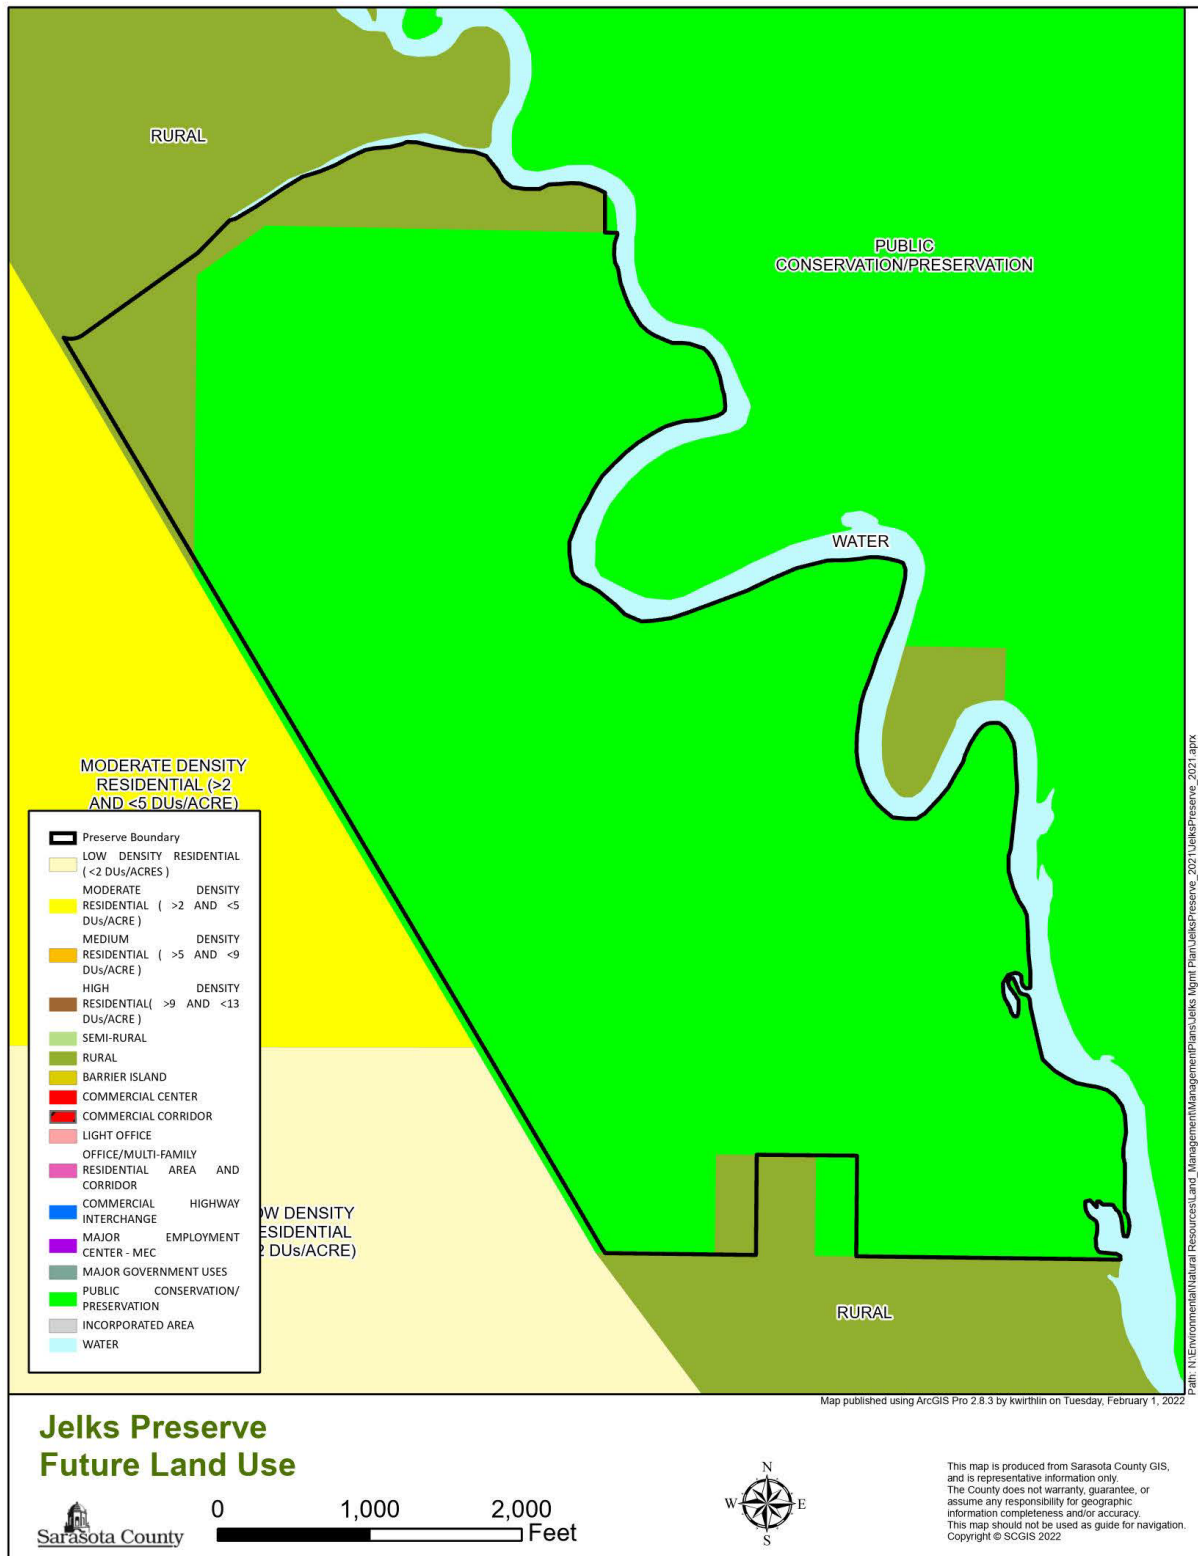 RURAL
PUBLIC
CONSERVATION/PRESERVATION
WATER
MODERATE DENSITY
RESIDENTIAL (>2
AND <5 DUs/ACRE)
Preserve Boundary
LOW DENSITY RESIDENTIAL
( <2 DUs/ACRES )
MODERATE DENSITY
RESIDENTIAL ( >2 AND <5
DUs/ACRE )
MEDIUM DENSITY
RESIDENTIAL ( >5 AND <9
DUs/ACRE )
HIGH DENSITY
RESIDENTIAL( >9 AND <13
DUs/ACRE )
SEMI-RURAL
RURAL
BARRIER ISLAND
COMMERCIAL CENTER
COMMERCIAL CORRIDOR
LIGHT OFFICE
OFFICE/MULTI-FAMILY
RESIDENTIAL AREA AND
CORRIDOR
COMMERCIAL HIGHWAY
INTERCHANGE
MAJOR EMPLOYMENT
CENTER - MEC
MAJOR GOVERNMENT USES
PUBLIC CONSERVATION/
PRESERVATION
INCORPORATED AREA
WATER
OW DENSITY
ESIDENTIAL
2 DUs/ACRE)
RURAL
Path: N:\Environmental\Natural Resources\Land_Management\ManagementPlans\Jelks Mgmt Plan\JelksPreserve_2021\JelksPreserve_2021.aprx
Map published using ArcGIS Pro 2.8.3 by kwirthlin on Tuesday, February 1, 2022
Jelks Preserve
Future Land Use
Sarasota County
0 1,000 2,000
Feet
N
W E
S
This map is produced from Sarasota County GIS,
and is representative information only.
The County does not warranty, guarantee, or
assume any responsibility for geographic
information completeness and/or accuracy.
This map should not be used as guide for navigation.
Copyright © SCGIS 2022